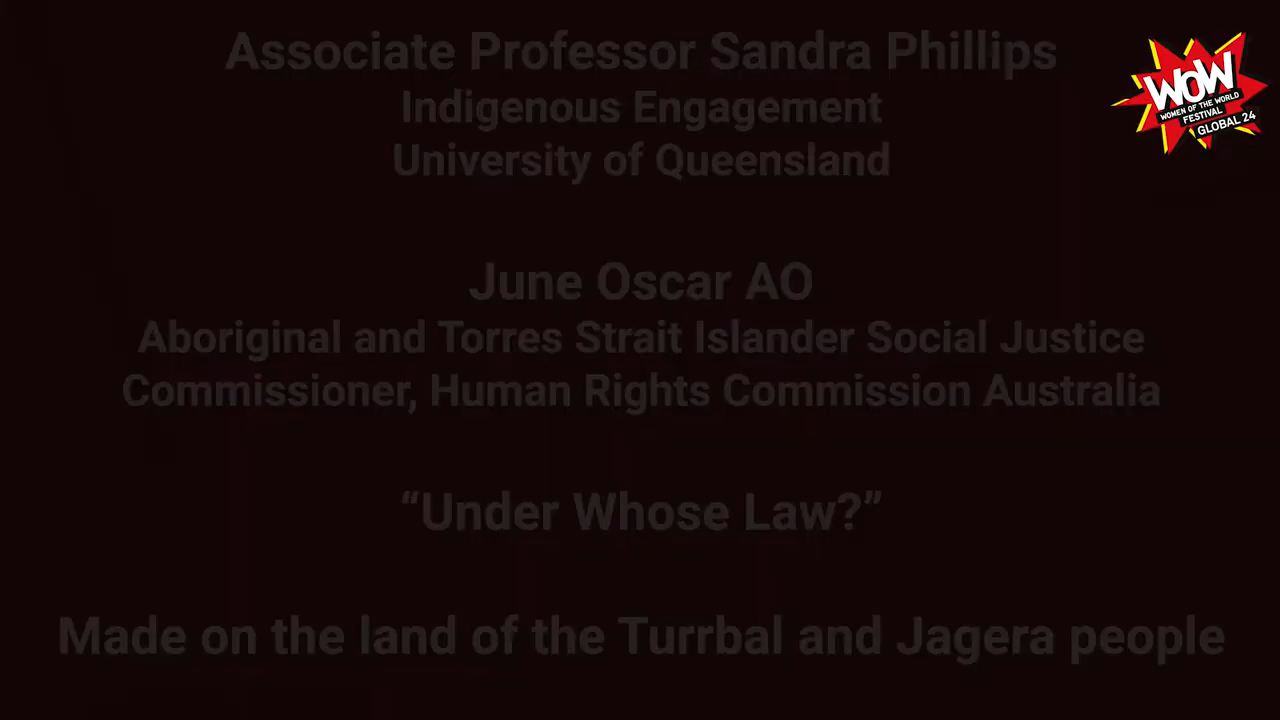 Associate Professor Sandra Phillips
Indigenous Engagement
University of Queensland
June Oscar AO
Aboriginal and Torres Strait Islander Social Justice
Commissioner, Human Rights Commission Australia
“Under Whose Law?”
Made on the land of the Turrbal and Jagera people
WOW
WOMEN OF THE WORLD
FESTIVAL
GLOBAL 24